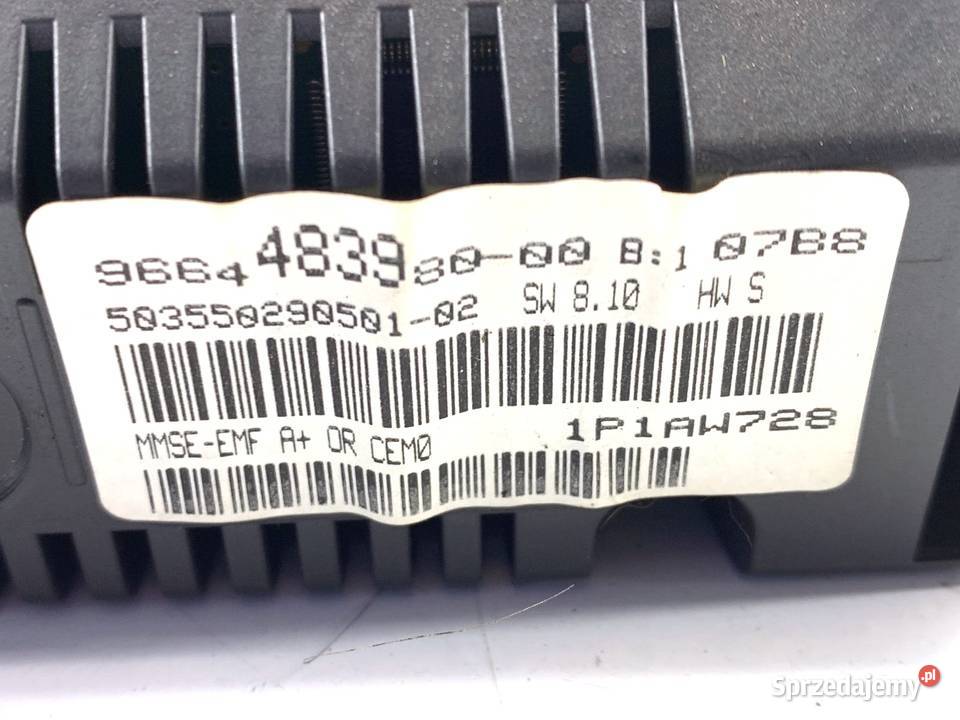 9664483980-00 B:1 07B8
503550290501-02 SW 8.10 HW S
MMSE-EMF A+ OR CEM0 1P1AW728
Sprzedajemy.pl